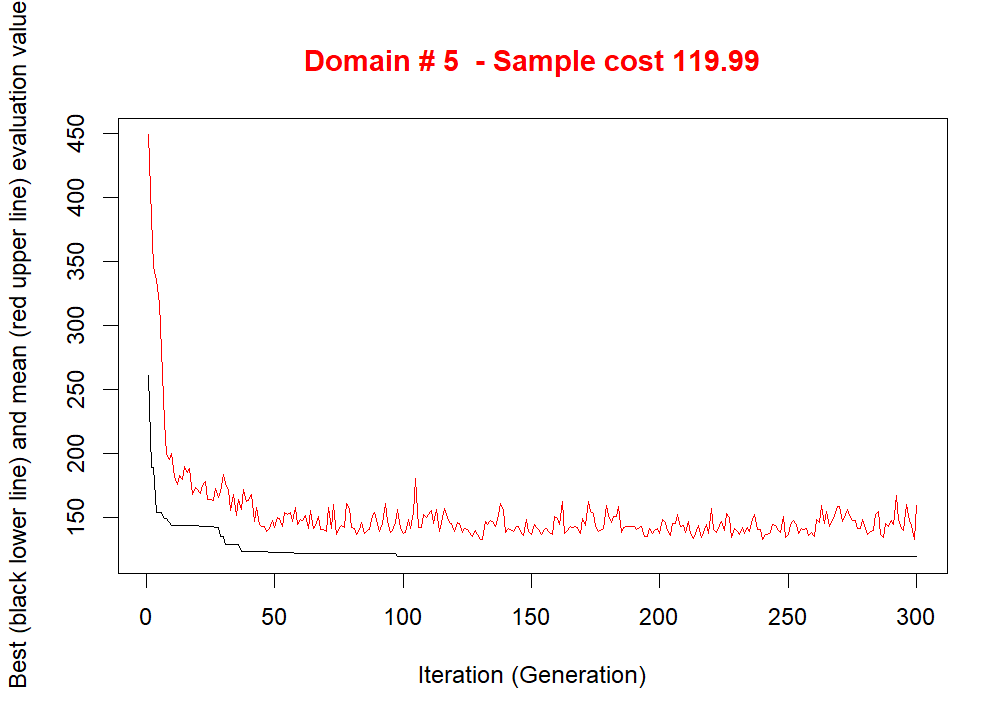 Domain # 5  - Sample cost 119.99
Best (black lower line) and mean (red upper line) evaluation value
450
400
350
300
250
200
150
0 50 100 150 200 250 300
Iteration (Generation)